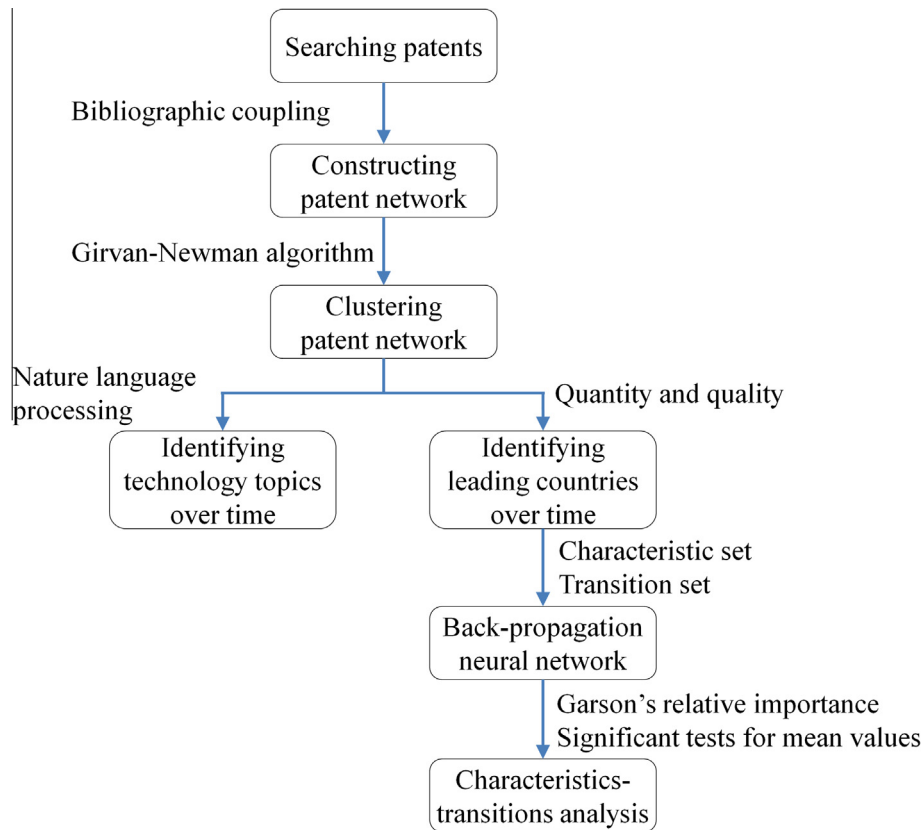 Searching patents
Bibliographic coupling
Constructing
patent network
Girvan-Newman algorithm
Clustering
patent network
Nature language
processing
Quantity and quality
Identifying
technology topics
over time
Identifying
leading countries
over time
Characteristic set
Transition set
Back-propagation
neural network
Garson’s relative importance
Significant tests for mean values
Characteristics-
transitions analysis